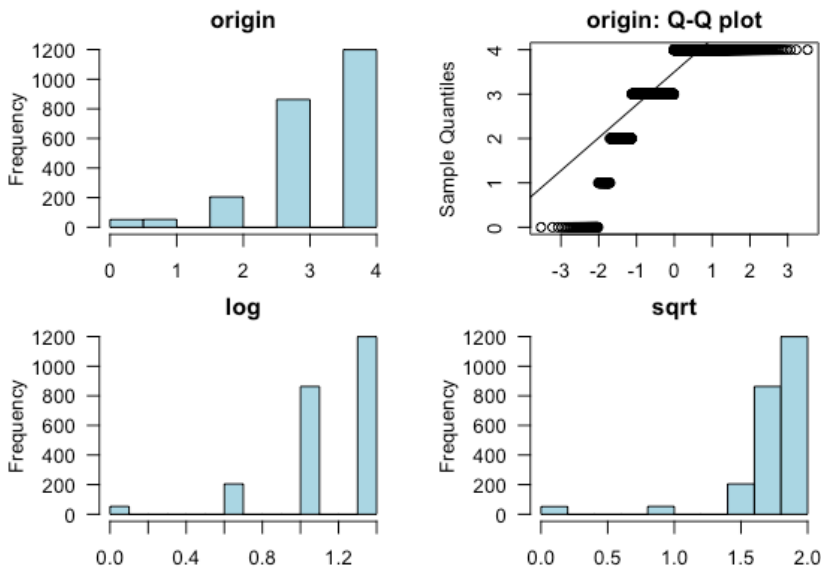 origin
Frequency
0 200 400 600 800 1000 1200
0 1 2 3 4
origin: Q-Q plot
Sample Quantiles
0 1 2 3 4
-3 -2 -1 0 1 2 3
log
Frequency
0 200 400 600 800 1000 1200
0.0 0.4 0.8 1.2
sqrt
Frequency
0 200 400 600 800 1000 1200
0.0 0.5 1.0 1.5 2.0